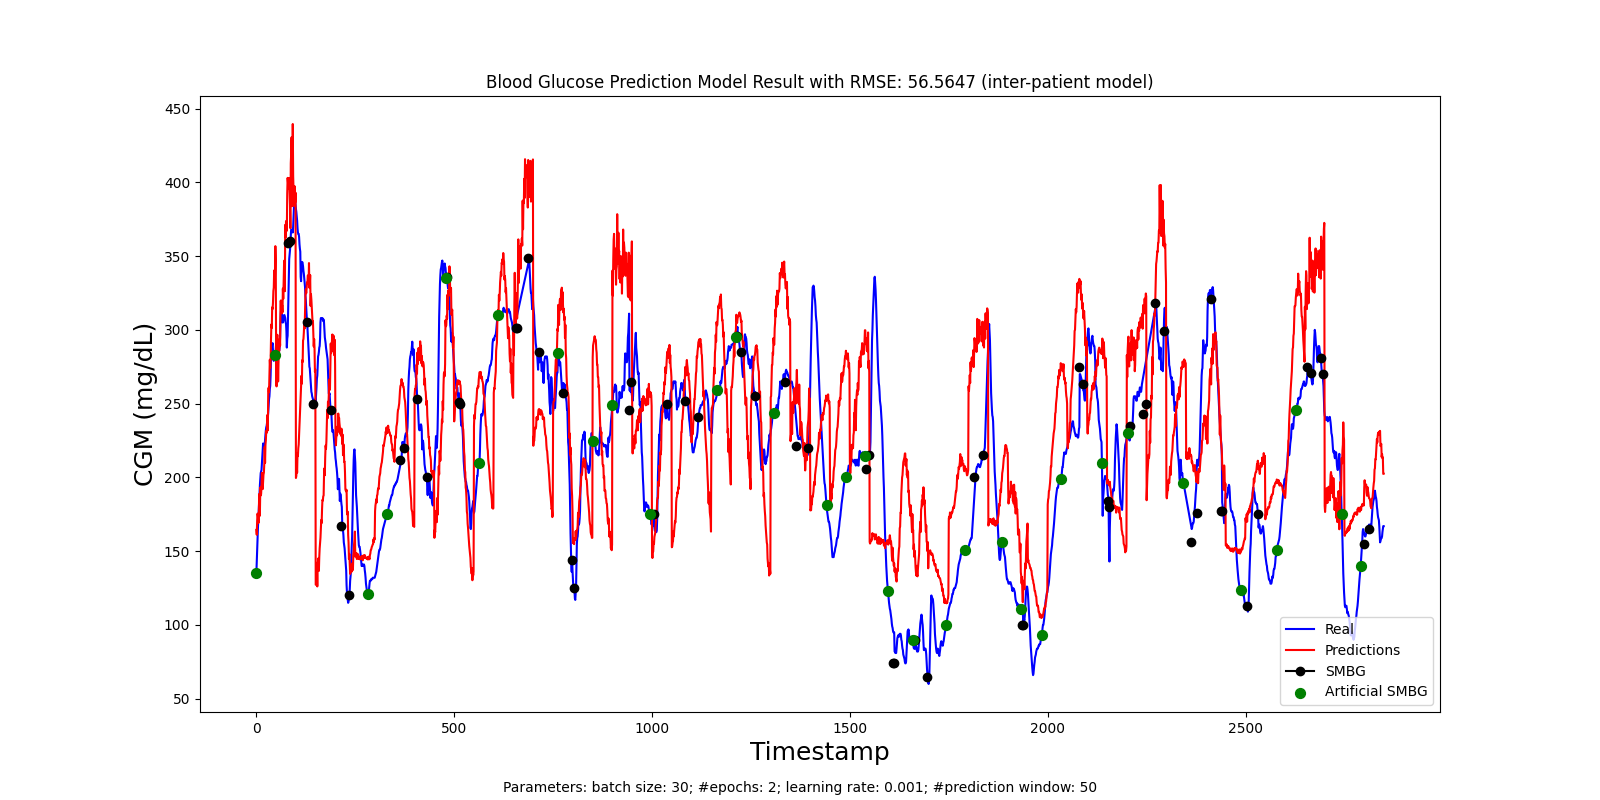 Blood Glucose Prediction Model Result with RMSE: 56.5647 (inter-patient model)
CGM (mg/dL)
450
400
350
300
250
200
150
100
50
0
500
1000
1500
2000
2500
Real
Predictions
SMBG
Artificial SMBG
Timestamp
Parameters: batch size: 30; #epochs: 2; learning rate: 0.001; #prediction window: 50